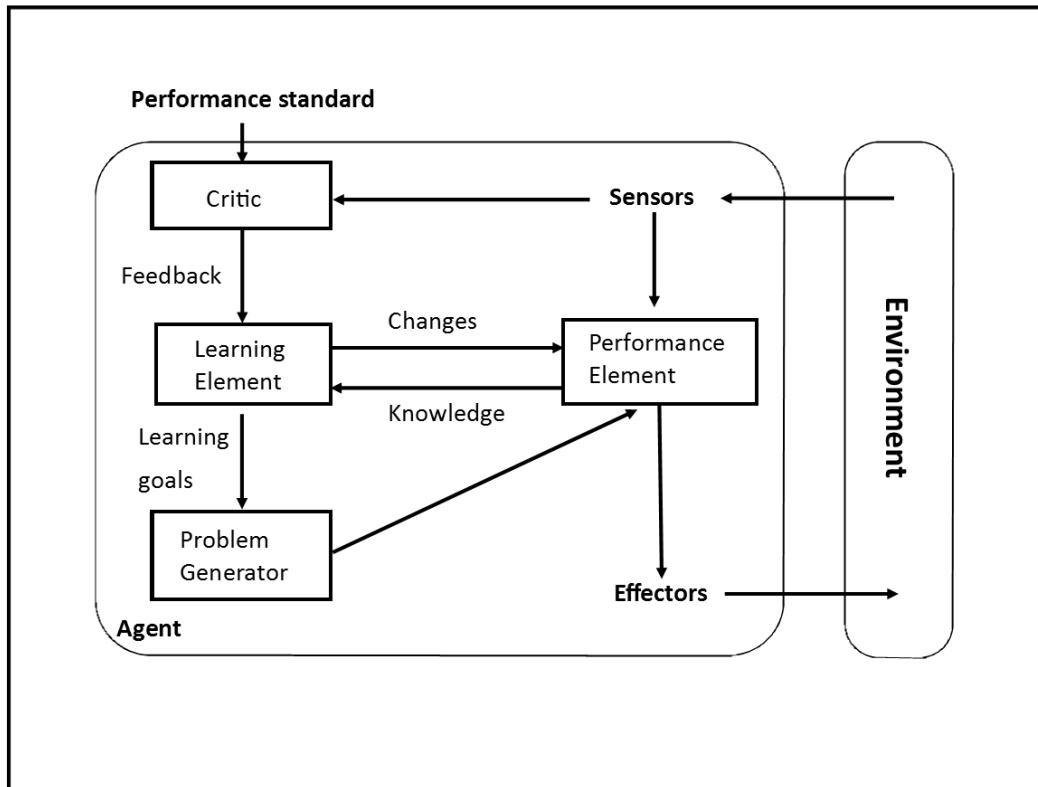 Performance standard
Critic
Sensors
Feedback
Changes
Learning
Element
Performance
Element
Knowledge
Learning
goals
Problem
Generator
Effectors
Agent
Environment